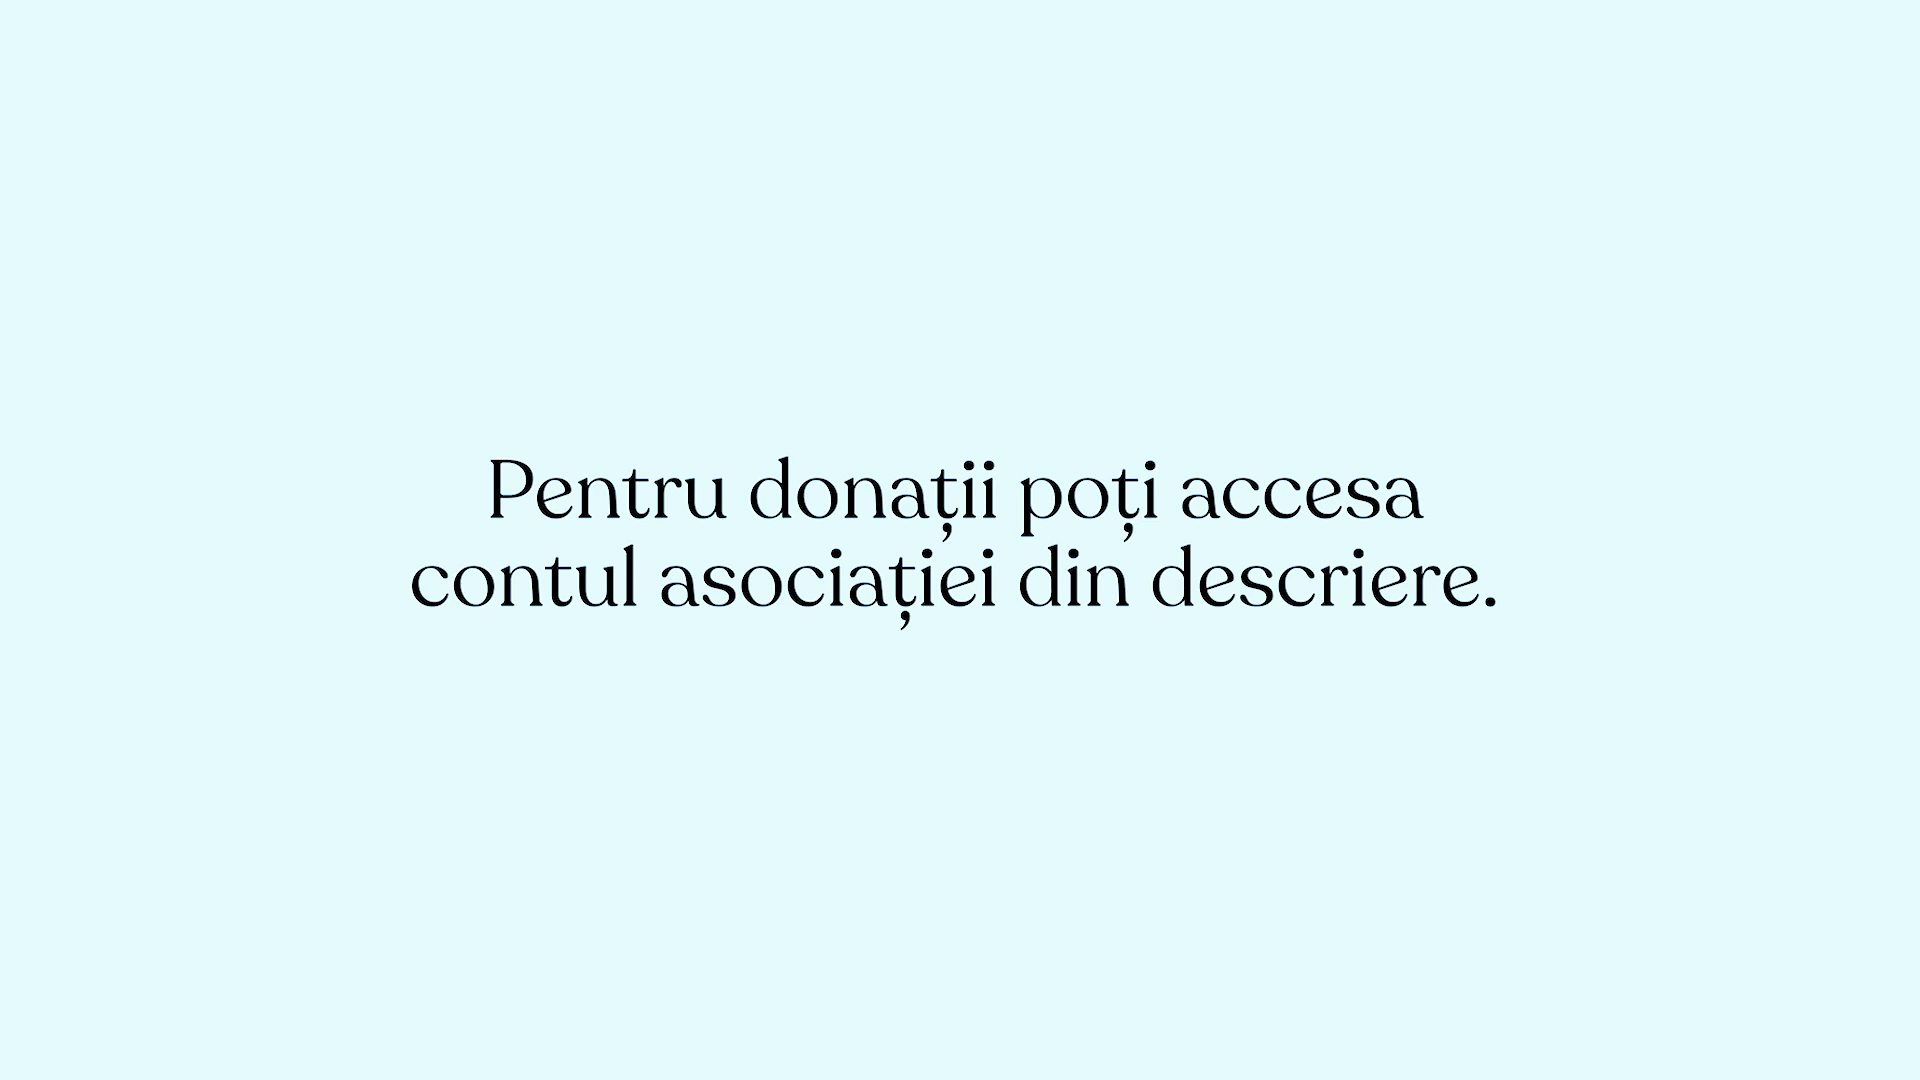 Pentru donații poți accesa
contul asociației din descriere.